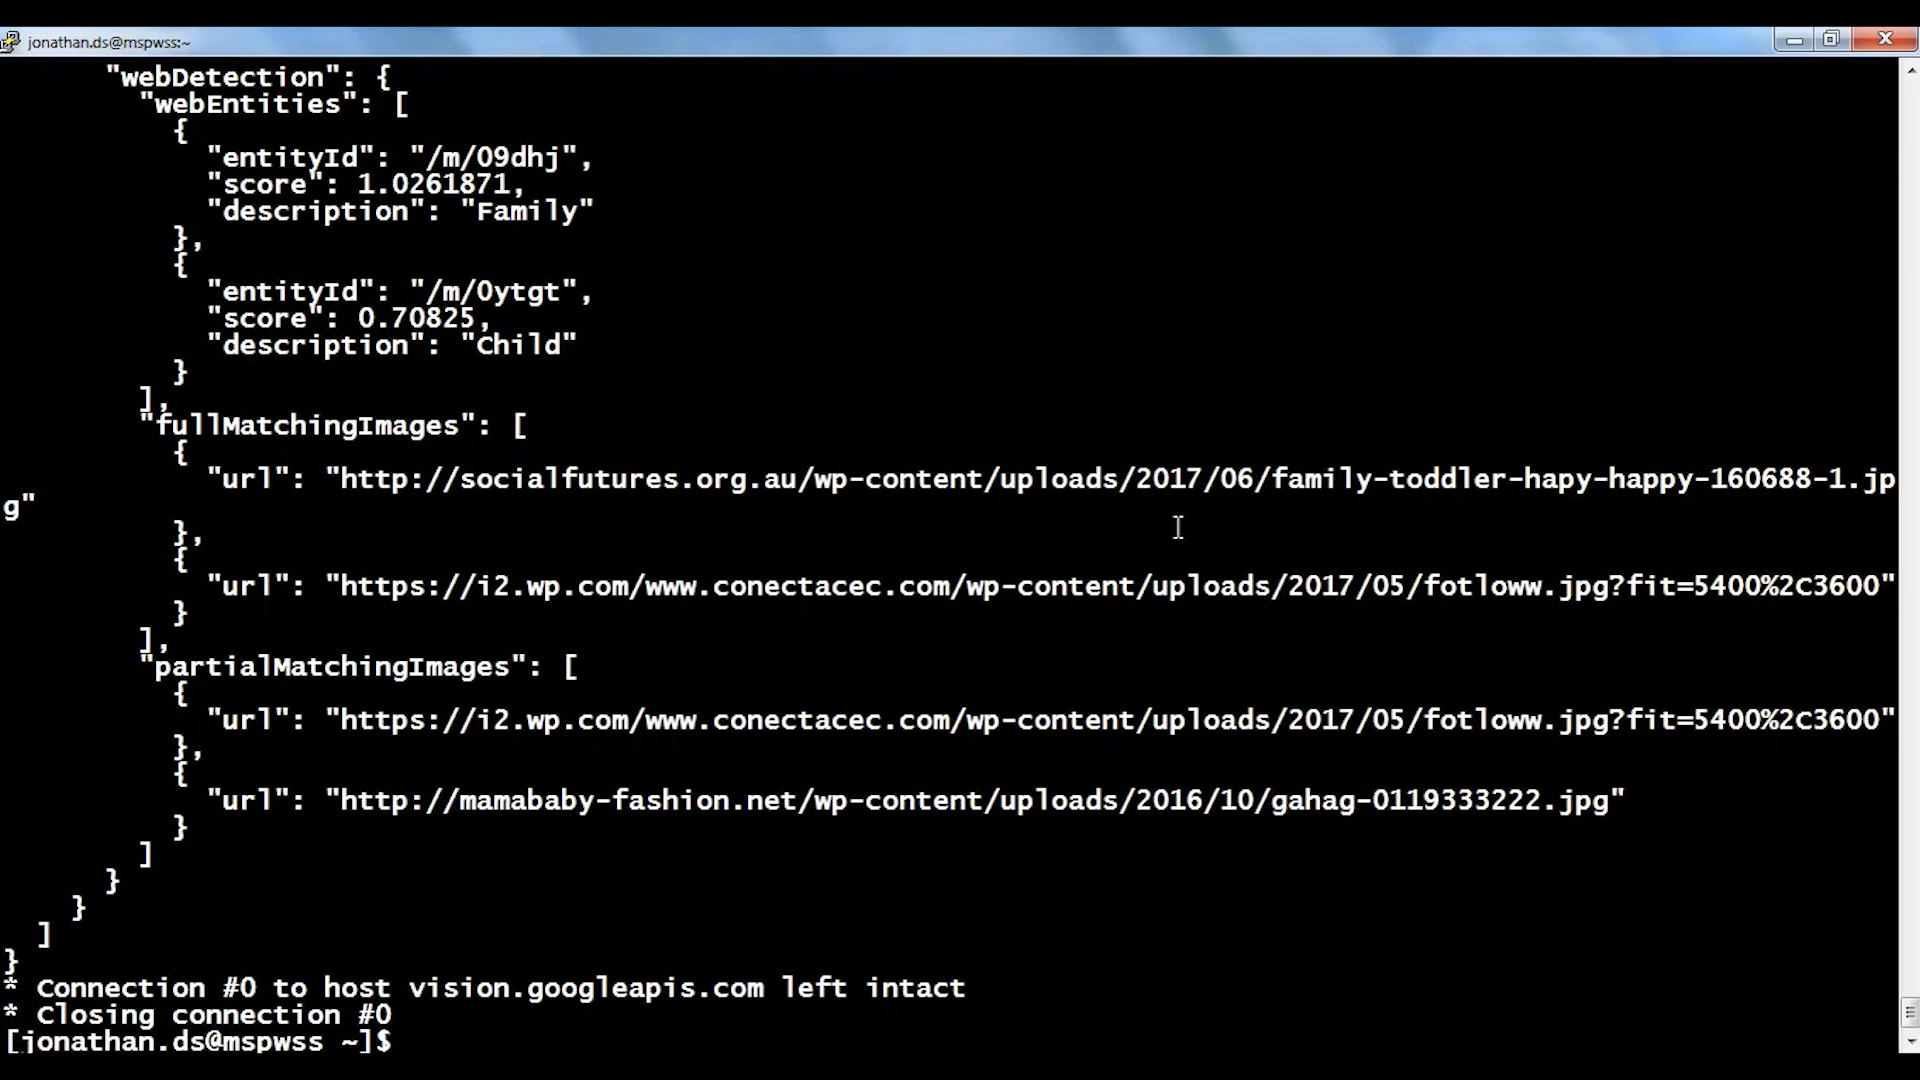 jonathan.ds@mspwss:~
"webDetection": {
"webEntities": [
{
"entityId": "/m/09dhj",
"score": 1.0261871,
"description": "Family"
},
{
"entityId": "/m/0ytgt",
"score": 0.70825,
"description": "Child"
}
],
"fullMatchingImages": [
{
"url": "http://socialfutures.org.au/wp-content/uploads/2017/06/family-toddler-hapy-happy-160688-1.jp
g"
},
{
"url": "https://i2.wp.com/www.conectacec.com/wp-content/uploads/2017/05/fotloww.jpg?fit=5400%2c3600"
}
],
"partialMatchingImages": [
{
"url": "https://i2.wp.com/www.conectacec.com/wp-content/uploads/2017/05/fotloww.jpg?fit=5400%2c3600"
},
{
"url": "http://mamababy-fashion.net/wp-content/uploads/2016/10/gahag-0119333222.jpg"
}
]
}
}
]
}
* Connection #0 to host vision.googleapis.com left intact
* Closing connection #0
[jonathan.ds@mspwss ~]$